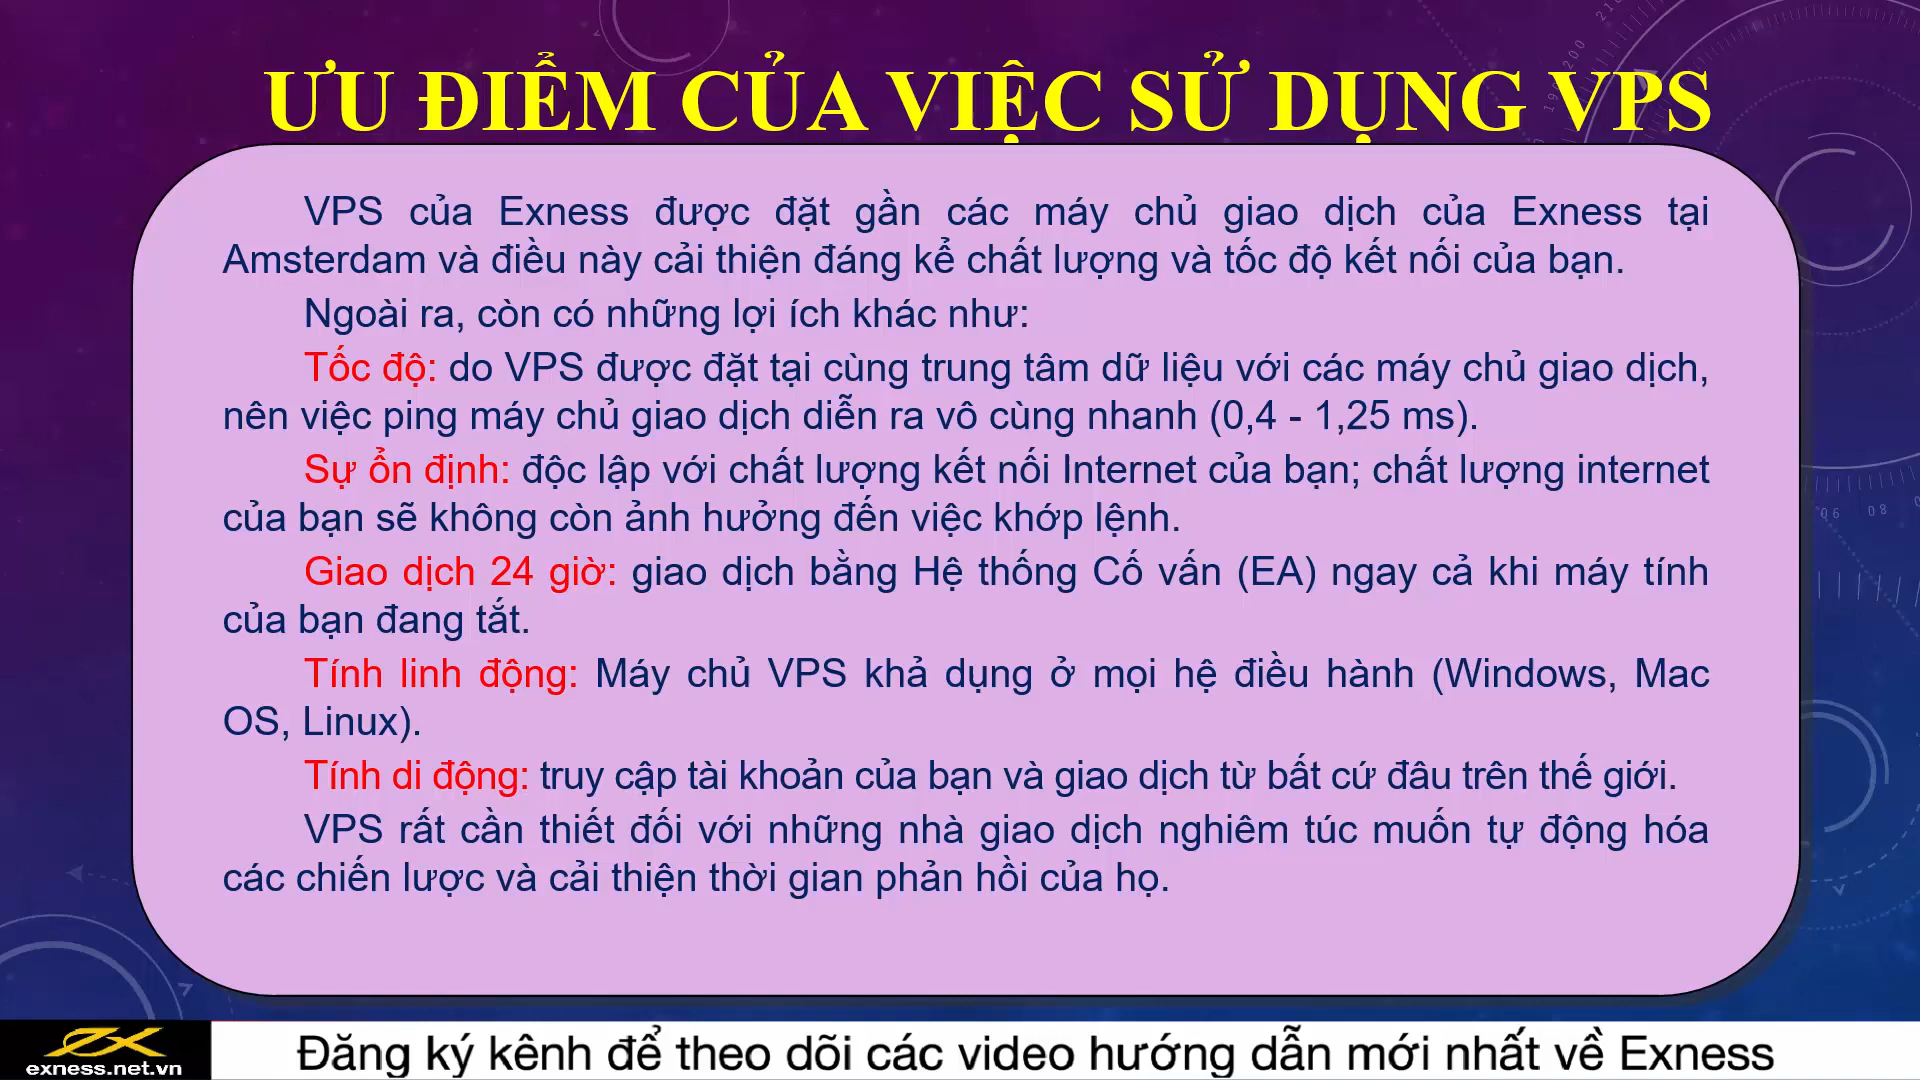 ƯU ĐIỂM CỦA VIỆC SỬ DỤNG VPS
VPS của Exness được đặt gần các máy chủ giao dịch của Exness tại
Amsterdam và điều này cải thiện đáng kể chất lượng và tốc độ kết nối của bạn.
Ngoài ra, còn có những lợi ích khác như:
Tốc độ: do VPS được đặt tại cùng trung tâm dữ liệu với các máy chủ giao dịch,
nên việc ping máy chủ giao dịch diễn ra vô cùng nhanh (0,4 - 1,25 ms).
Sự ổn định: độc lập với chất lượng kết nối Internet của bạn; chất lượng internet
của bạn sẽ không còn ảnh hưởng đến việc khớp lệnh.
Giao dịch 24 giờ: giao dịch bằng Hệ thống Cố vấn (EA) ngay cả khi máy tính
của bạn đang tắt.
Tính linh động: Máy chủ VPS khả dụng ở mọi hệ điều hành (Windows, Mac
OS, Linux).
Tính di động: truy cập tài khoản của bạn và giao dịch từ bất cứ đâu trên thế giới.
VPS rất cần thiết đối với những nhà giao dịch nghiêm túc muốn tự động hóa
các chiến lược và cải thiện thời gian phản hồi của họ.
ex
exness.net.vn
Đăng ký kênh để theo dõi các video hướng dẫn mới nhất về Exness